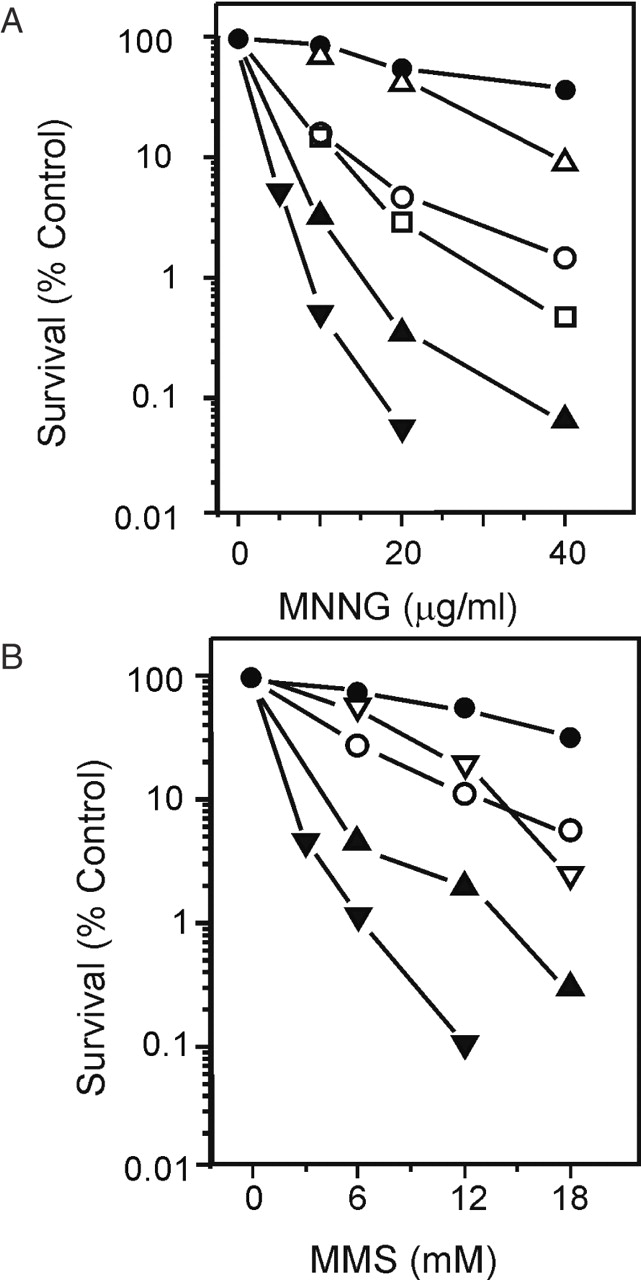 A
100
10
1
0.1
0.01
Survival (% Control)
0 20 40
MNNG (μg/ml)
B
100
10
1
0.1
0.01
Survival (% Control)
0 6 12 18
MMS (mM)